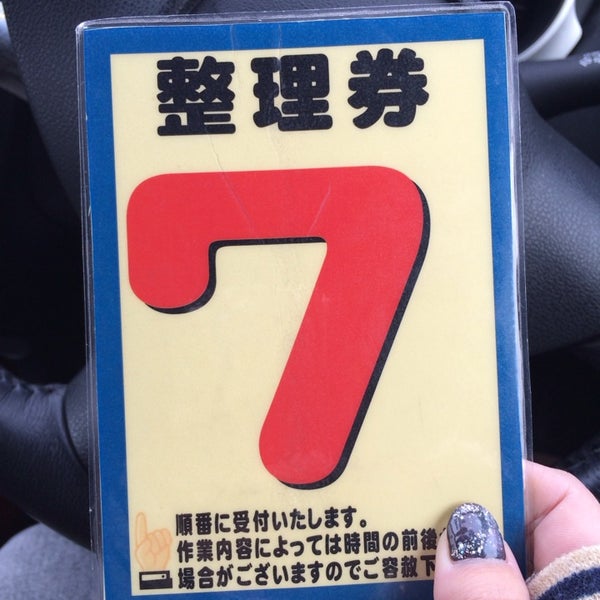 整理券
7
順番に受付いたします。
作業内容によっては時間の前後
場合がございますのでご容赦下